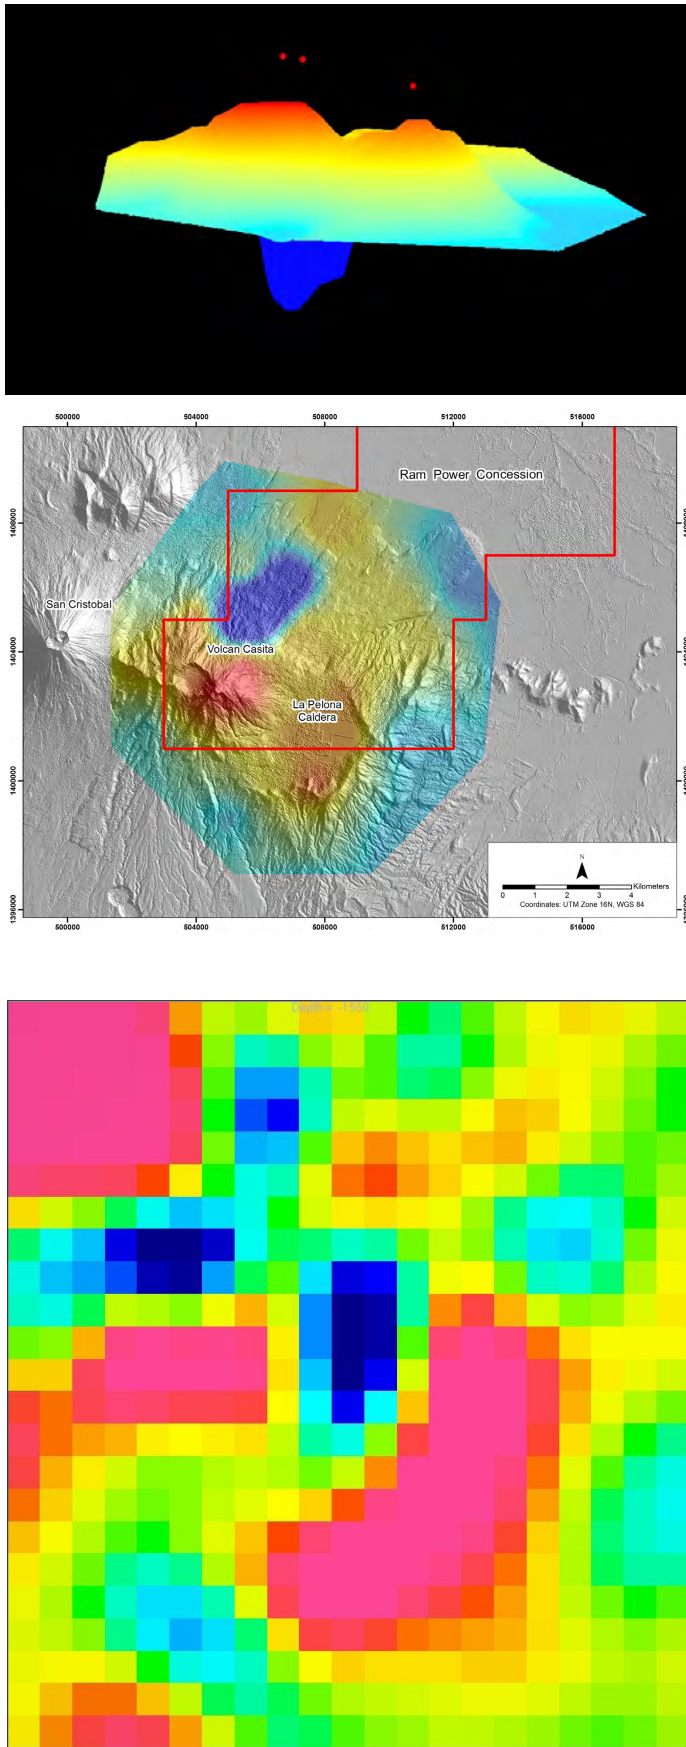 500000 504000 508000 512000 516000
Ram Power Concession
1408000
San Cristobal
1404000 1404000
Volcan Casita
La Pelona
Caldera
1400000
N
Kilometers
0 1 2 3 4
Coordinates: UTM Zone 16N, WGS 84
1396000
500000 504000 508000 512000 516000
Depth= -1550